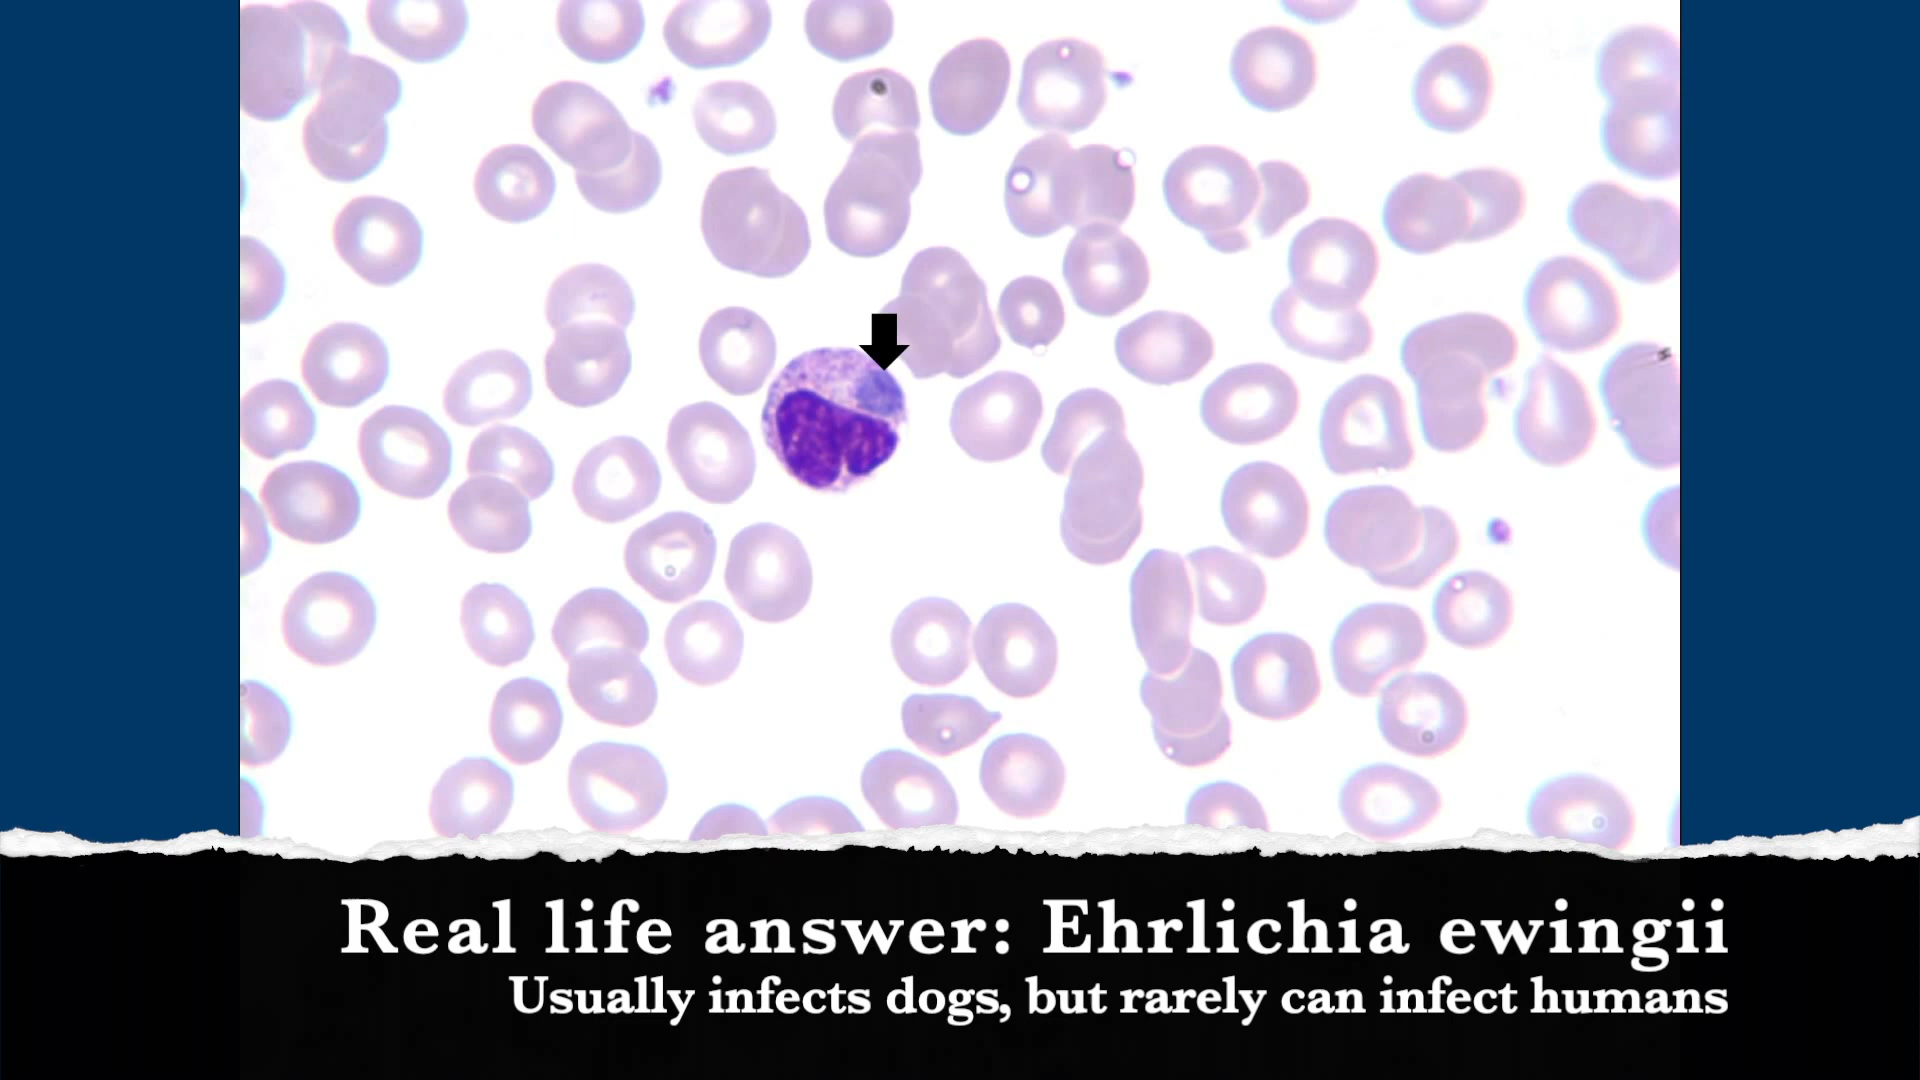 Real life answer: Ehrlichia ewingii
Usually infects dogs, but rarely can infect humans